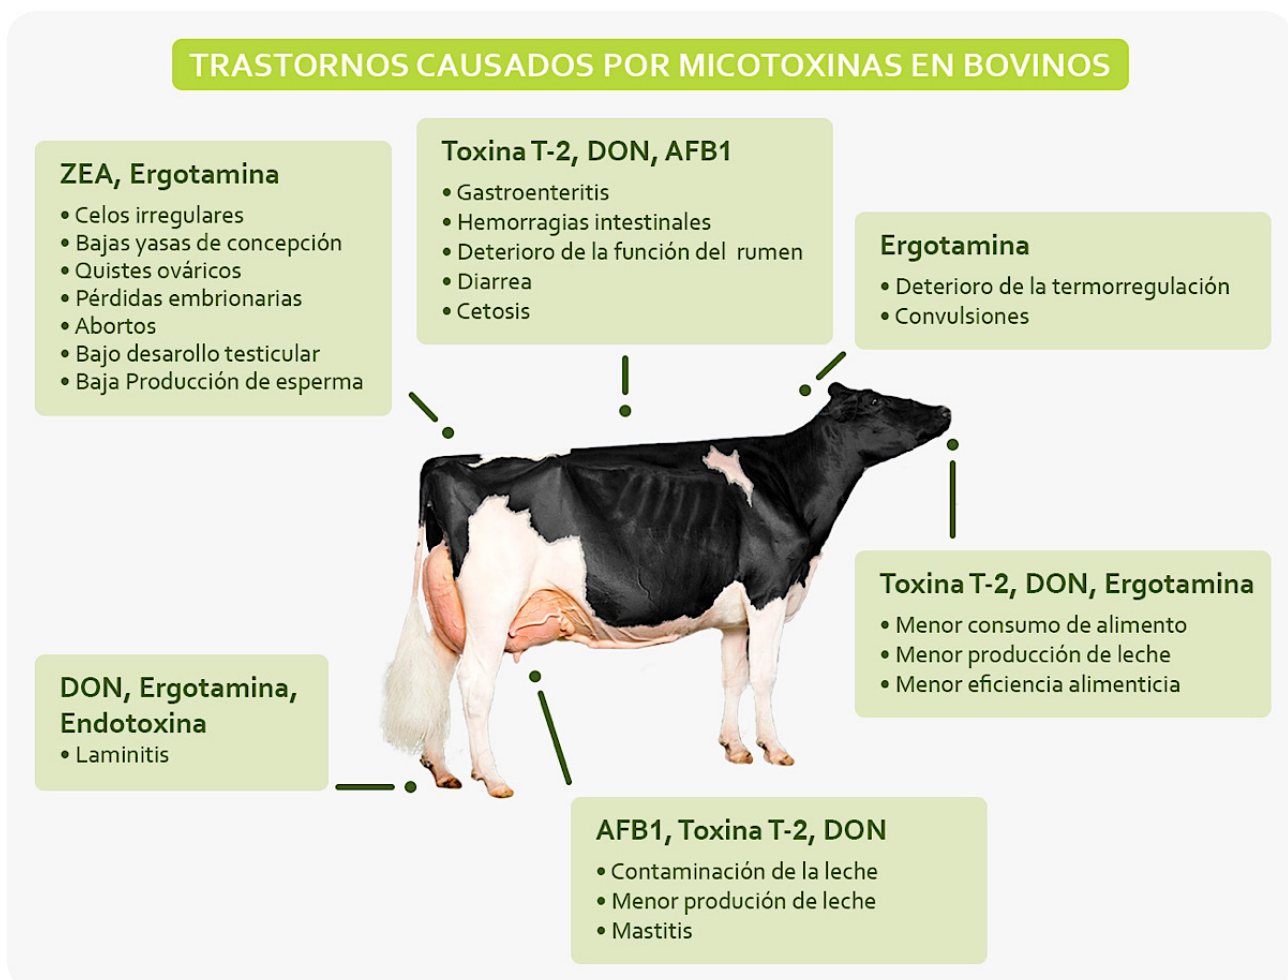 TRASTORNOS CAUSADOS POR MICOTOXINAS EN BOVINOS
ZEA, Ergotamina
• Celos irregulares
• Bajas yasas de concepción
• Quistes ováricos
• Pérdidas embrionarias
• Abortos
• Bajo desarollo testicular
• Baja Producción de esperma
Toxina T-2, DON, AFB1
• Gastroenteritis
• Hemorragias intestinales
• Deterioro de la función del rumen
• Diarrea
• Cetosis
Ergotamina
• Deterioro de la termorregulación
• Convulsiones
Toxina T-2, DON, Ergotamina
• Menor consumo de alimento
• Menor producción de leche
• Menor eficiencia alimenticia
DON, Ergotamina,
Endotoxina
• Laminitis
AFB1, Toxina T-2, DON
• Contaminación de la leche
• Menor produción de leche
• Mastitis